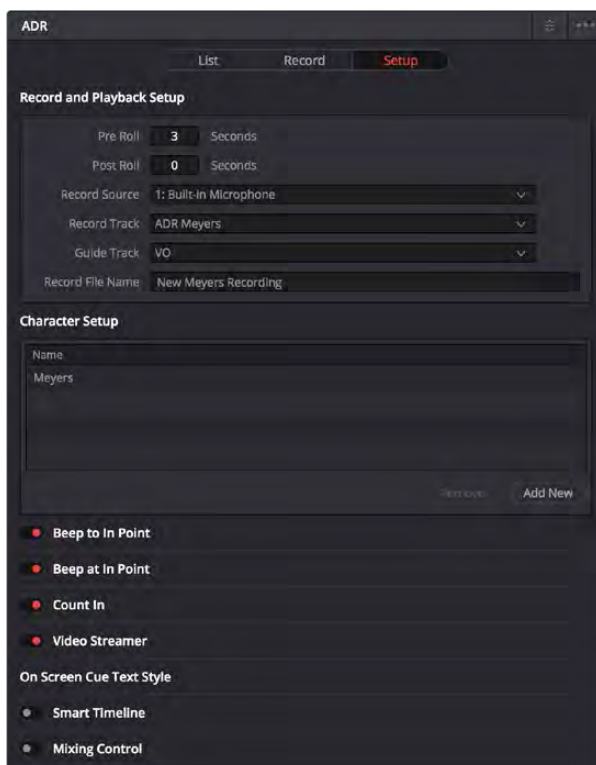 ADR
List Record Setup
Record and Playback Setup
Pre Roll 3 Seconds
Post Roll 0 Seconds
Record Source 1: Built-in Microphone
Record Track ADR Meyers
Guide Track VO
Record File Name New Meyers Recording
Character Setup
Name
Meyers
Remove Add New
Beep to In Point
Beep at In Point
Count In
Video Streamer
On Screen Cue Text Style
Smart Timeline
Mixing Control